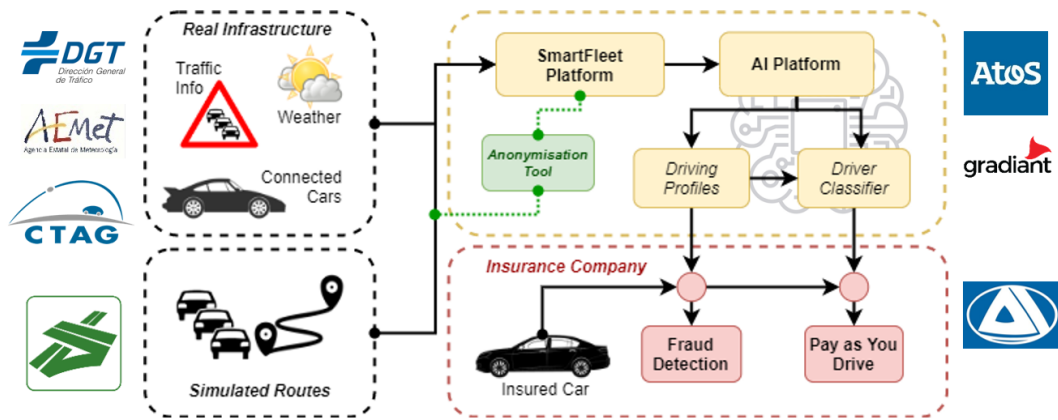 DGT
Dirección General
de Tráfico
AEMet
Agencia Estatal de Meteorología
CTAG
Real Infrastructure
Traffic
Info
Weather
Connected
Cars
Simulated Routes
SmartFleet
Platform
AI Platform
Anonymisation
Tool
Driving
Profiles
Driver
Classifier
Insurance Company
Insured Car
Fraud
Detection
Pay as You
Drive
Atos
gradiant